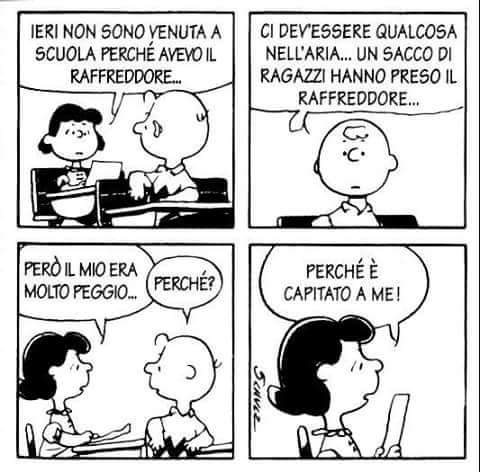 IERI NON SONO VENUTA A
SCUOLA PERCHÉ AVEVO IL
RAFFREDDORE...
CI DEV'ESSERE QUALCOSA
NELL'ARIA... UN SACCO DI
RAGAZZI HANNO PRESO IL
RAFFREDDORE...
PERÒ IL MIO ERA
MOLTO PEGGIO...
PERCHÉ?
PERCHÉ È
CAPITATO A ME!
SCHULZ